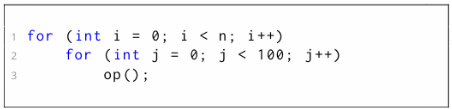 1 for (int i = 0; i < n; i++)
2     for (int j = 0; j < 100; j++)
3         op();